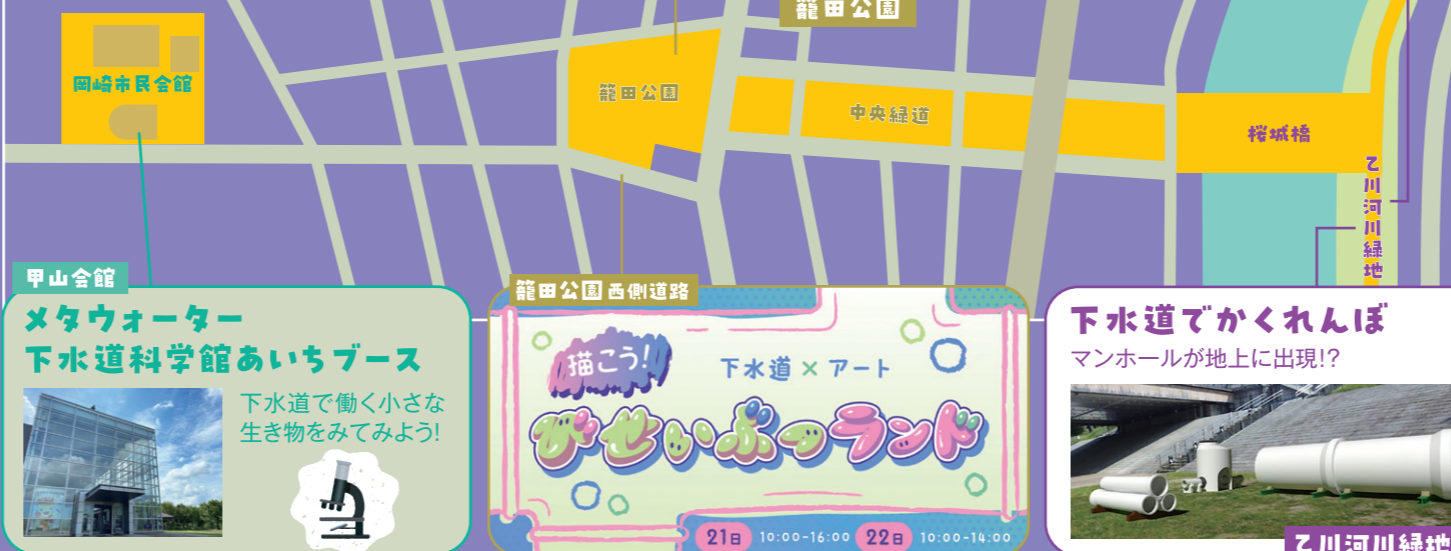 籠田公園
岡崎市民会館
籠田公園
中央緑道
桜城橋
乙川河川緑地
甲山会館
メタウォーター
下水道科学館あいちブース
下水道で働く小さな
生き物をみてみよう!
籠田公園西側道路
描こう!
下水道×アート
びせいぶつランド
21日 10:00-16:00 22日 10:00-14:00
下水道でかくれんぼ
マンホールが地上に出現!?
乙川河川緑地